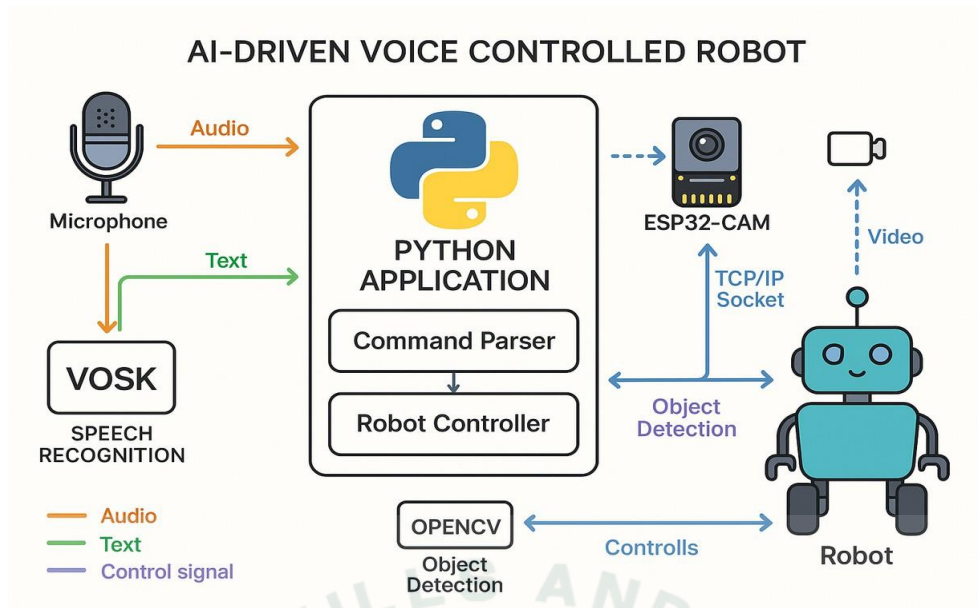 AI-DRIVEN VOICE CONTROLLED ROBOT
Audio
Microphone
Text
VOSK
SPEECH
RECOGNITION
PYTHON
APPLICATION
Command Parser
Robot Controller
ESP32-CAM
Video
TCP/IP
Socket
Object
Detection
Audio
Text
Control signal
OPENCV
Object
Detection
Controlls
Robot